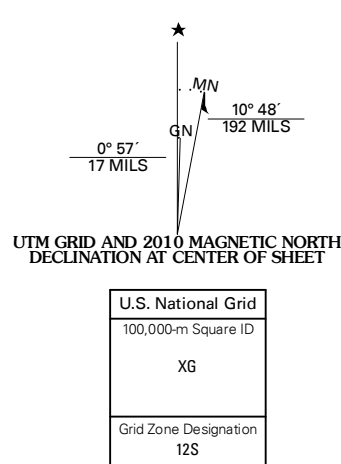 ★
MN
10° 48´
192 MILS
GN
0° 57´
17 MILS
UTM GRID AND 2010 MAGNETIC NORTH
DECLINATION AT CENTER OF SHEET
U.S. National Grid
100,000-m Square ID
XG
Grid Zone Designation
12S